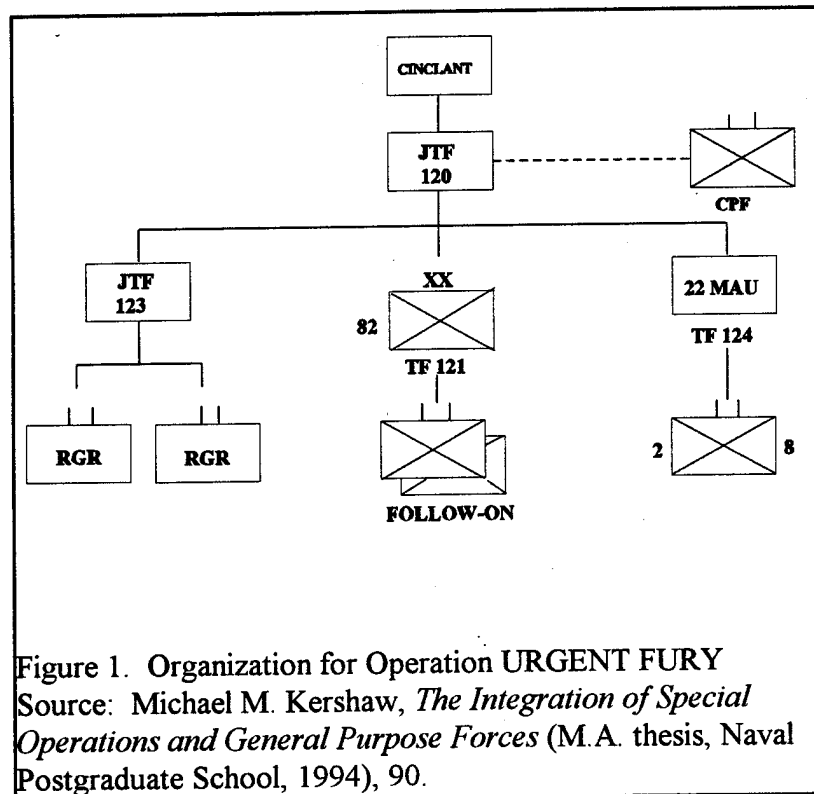 CINCLANT
JTF
120
CPF
JTF
123
XX
82
TF 121
22 MAU
TF 124
RGR
RGR
FOLLOW-ON
2
8
Figure 1. Organization for Operation URGENT FURY
Source: Michael M. Kershaw, The Integration of Special
Operations and General Purpose Forces (M.A. thesis, Naval
Postgraduate School, 1994), 90.